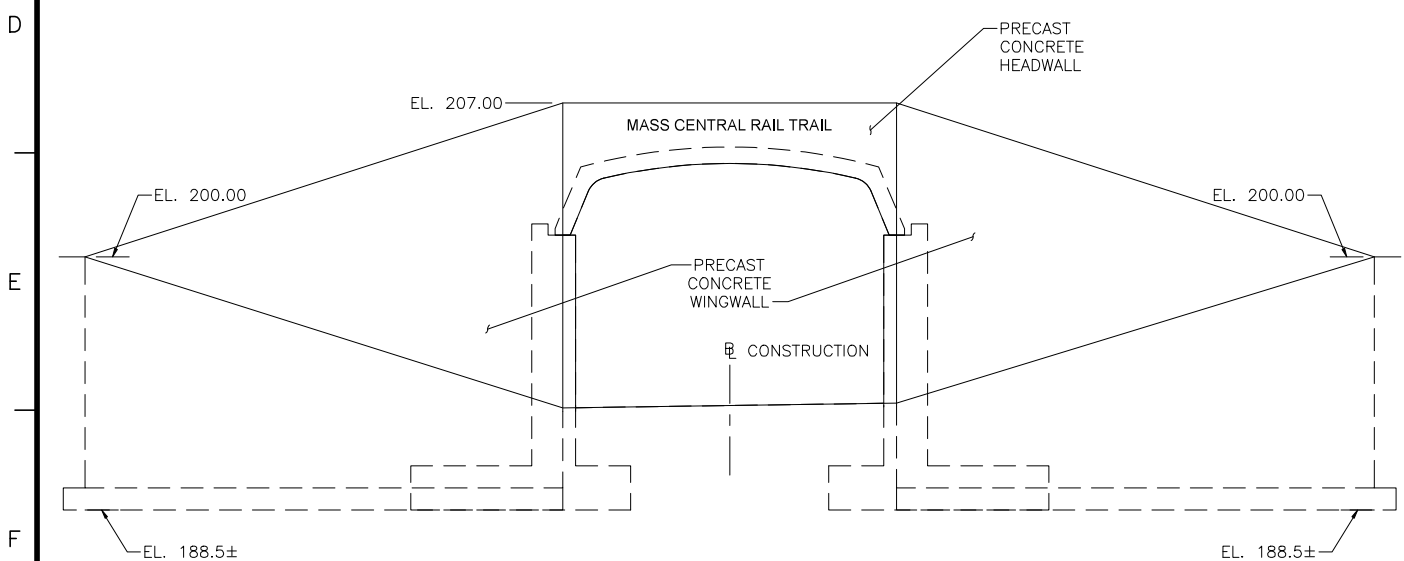 D
PRECAST
CONCRETE
HEADWALL
EL. 207.00
MASS CENTRAL RAIL TRAIL
EL. 200.00
EL. 200.00
E
PRECAST
CONCRETE
WINGWALL
BL CONSTRUCTION
F
EL. 188.5±
EL. 188.5±